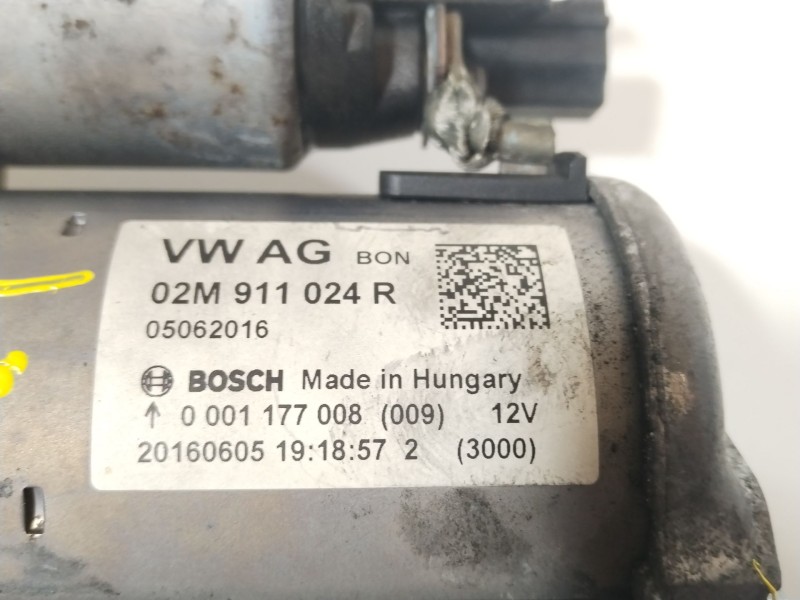 VW AG BON
02M 911 024 R
05062016
BOSCH Made in Hungary
↑ 0 001 177 008 (009) 12V
20160605 19:18:57 2 (3000)